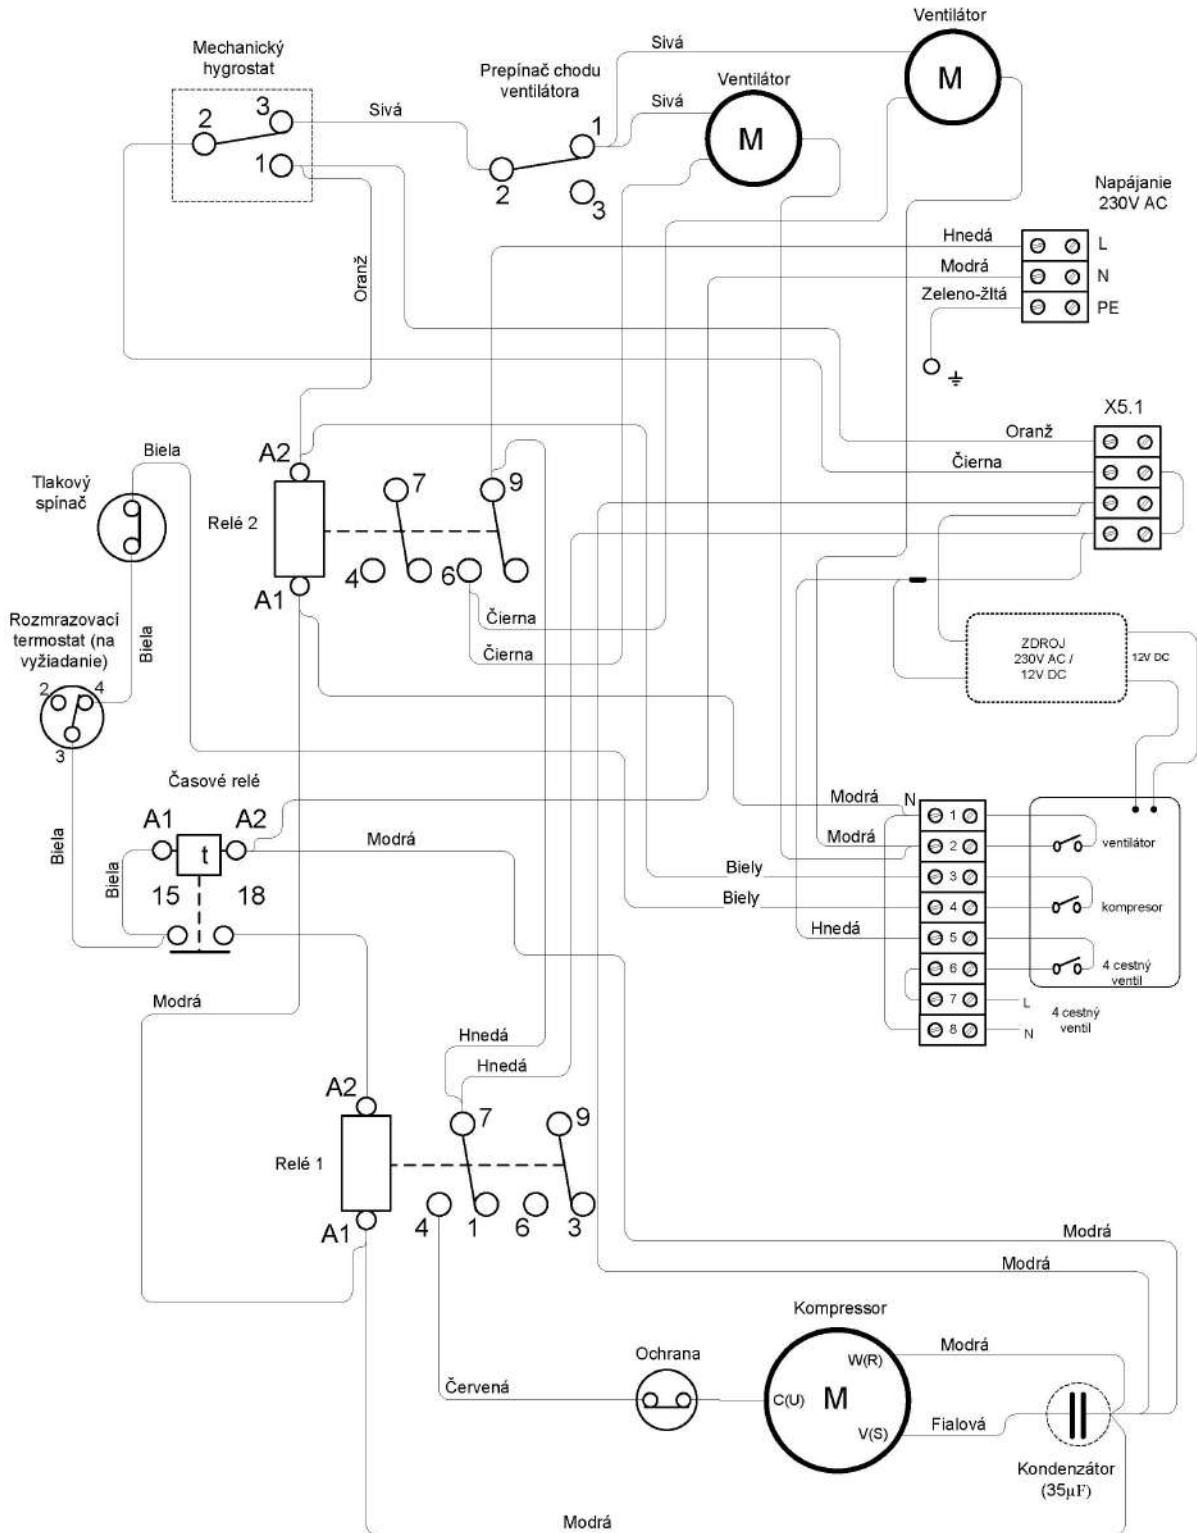 Ventilátor
M
Sivá
Mechanický
hygrostat
Prepínač chodu
ventilátora
Ventilátor
M
Sivá
Sivá
2
3
1
1
2
3
Napájanie
230V AC
Hnedá
L
Modrá
N
Zeleno-žltá
PE
Oranž
X5.1
Oranž
Čierna
Biela
Tlakový
spínač
A2
7
9
Relé 2
4
6
A1
Čierna
Čierna
Rozmrazovací
termostat (na
vyžiadanie)
Biela
2
4
3
ZDROJ
230V AC /
12V DC
12V DC
Časové relé
A1
A2
t
Modrá
15
18
Biela
Biela
Modrá
N
1
ventilátor
Modrá
2
Biely
3
Biely
4
kompresor
Hnedá
5
6
4 cestný
ventil
7
L
8
N
4 cestný
ventil
Modrá
Hnedá
Hnedá
A2
7
9
Relé 1
4
1
6
3
A1
Modrá
Modrá
Kompressor
W(R)
Modrá
Ochrana
Červená
C(U)
M
V(S)
Fialová
Kondenzátor
(35µF)
Modrá